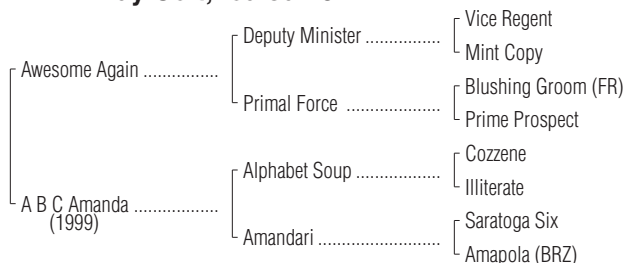 Deputy Minister ................
Vice Regent
Mint Copy
Awesome Again ................
Primal Force ....................
Blushing Groom (FR)
Prime Prospect
Alphabet Soup ..................
Cozzene
Illiterate
A B C Amanda ..................
(1999)
Amandari ..........................
Saratoga Six
Amapola (BRZ)